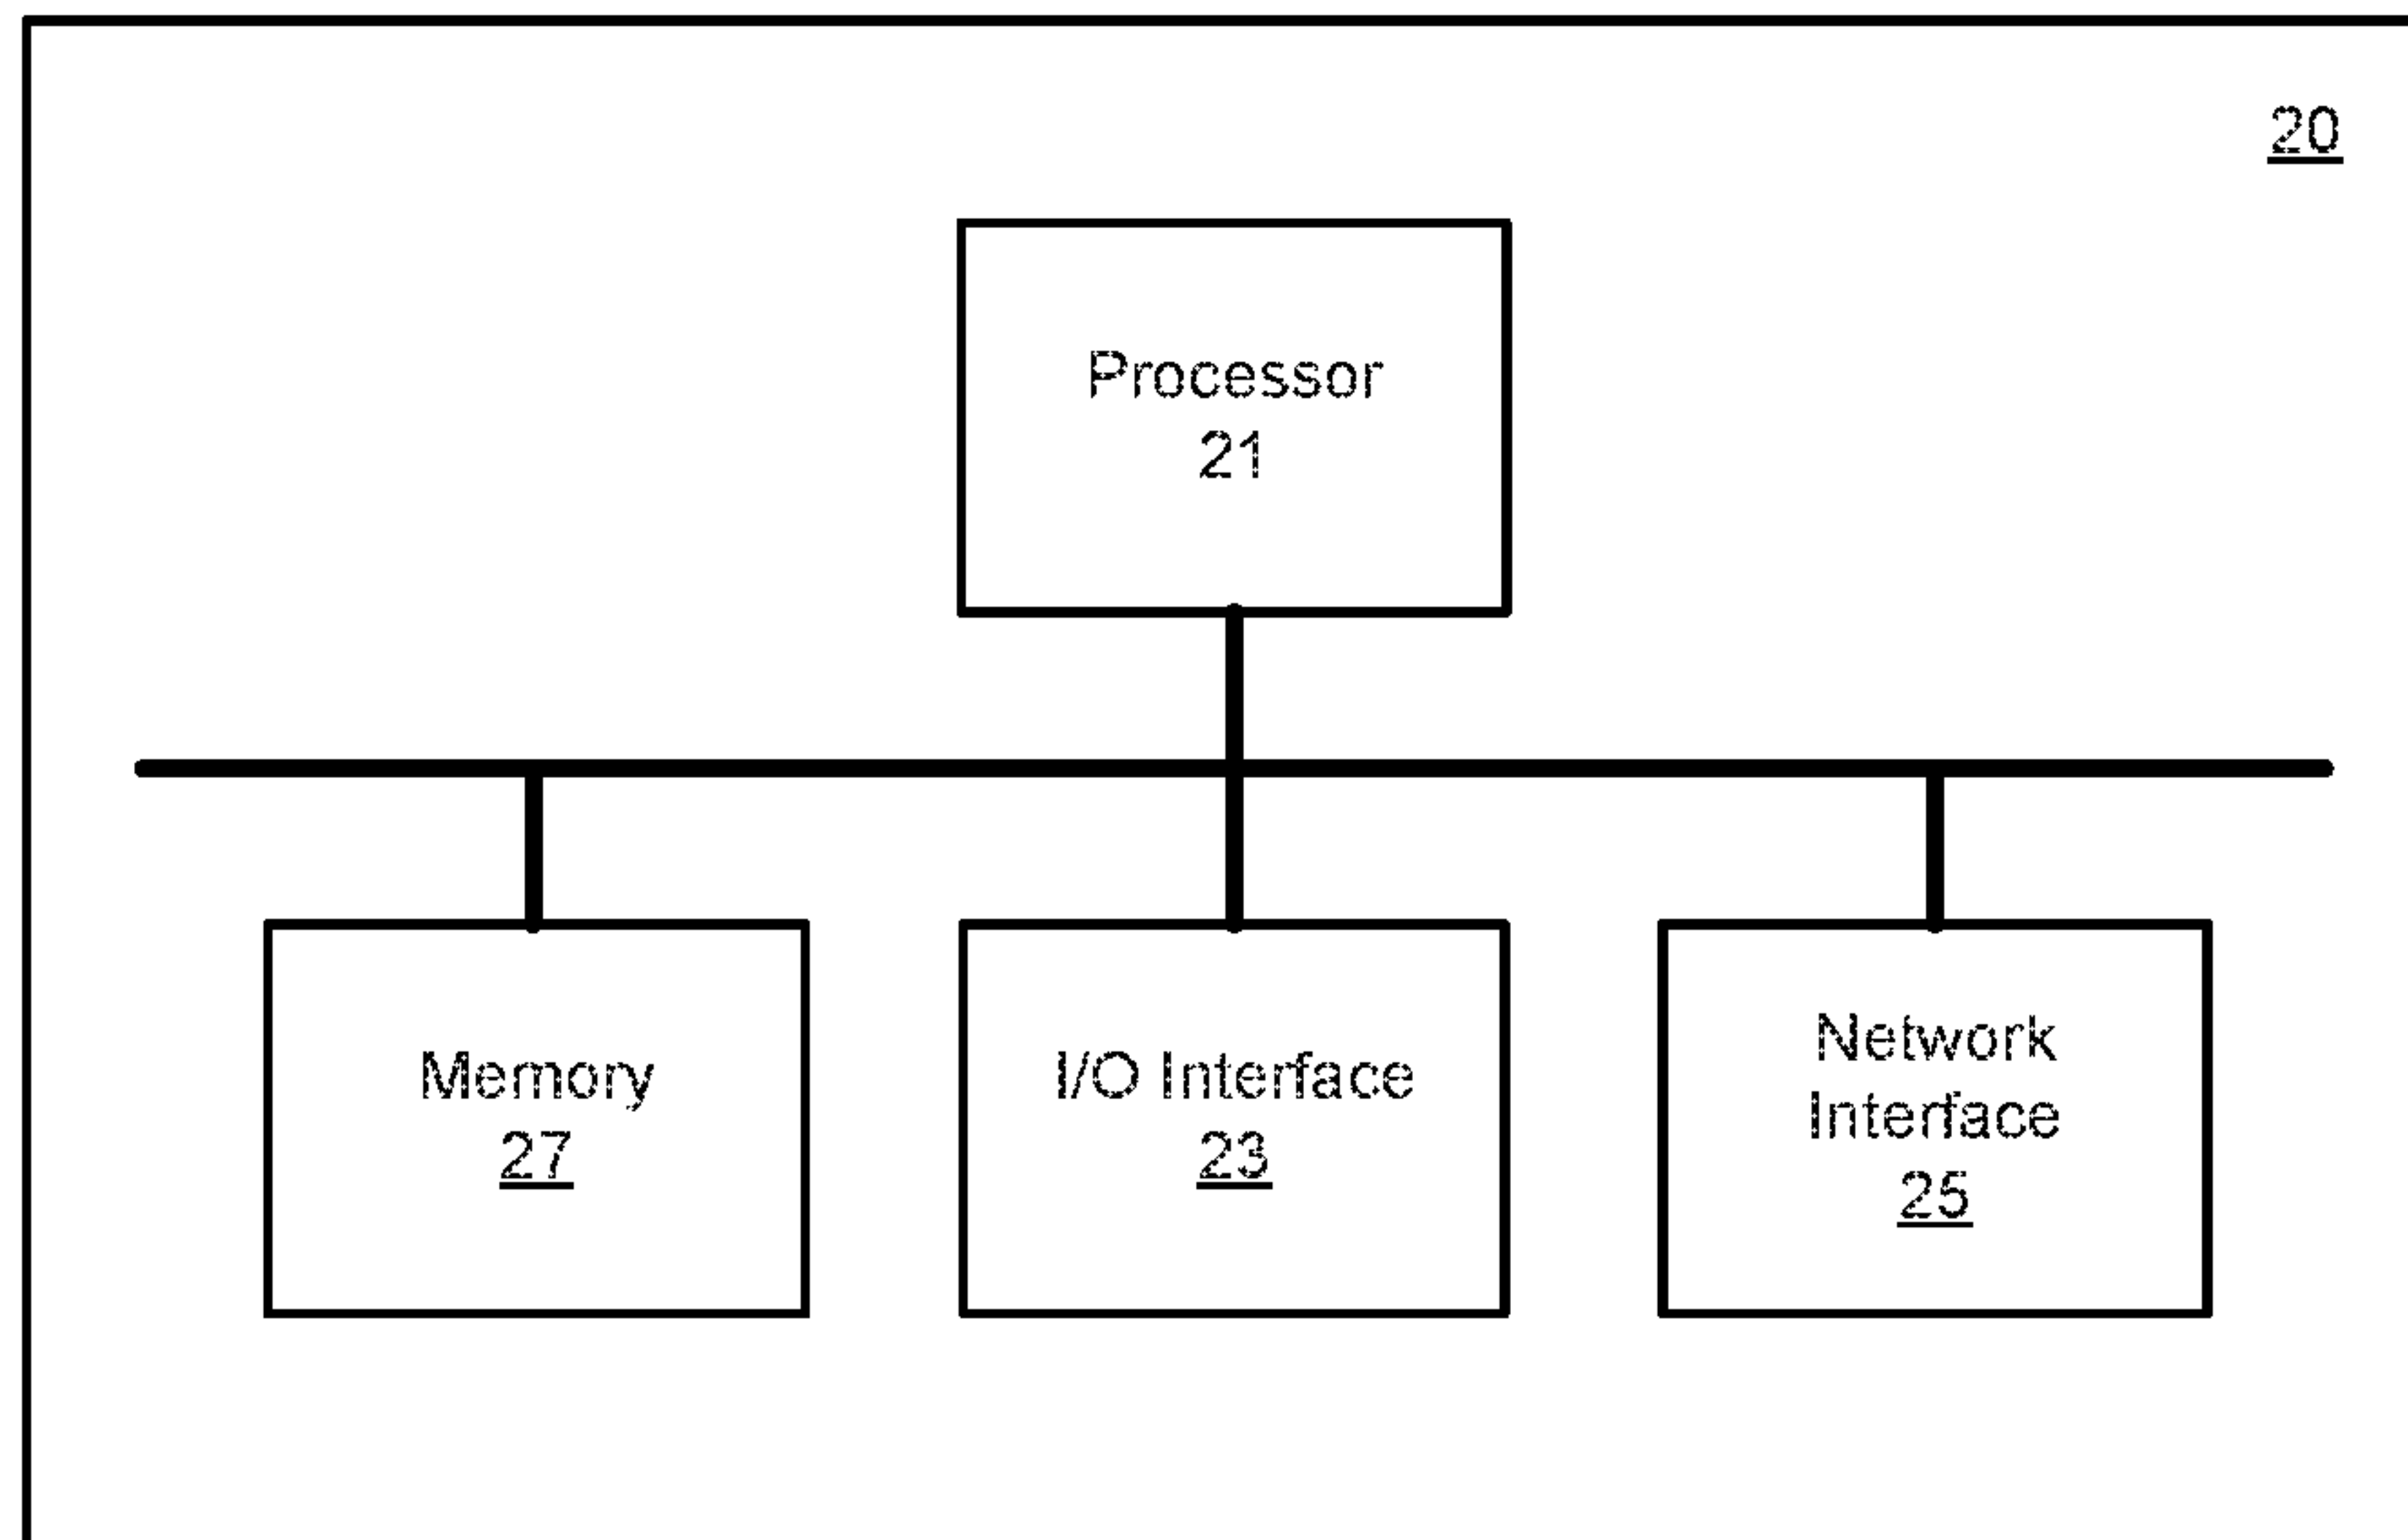 20
Processor
21
Memory
27
I/O Interface
23
Network
Interface
25